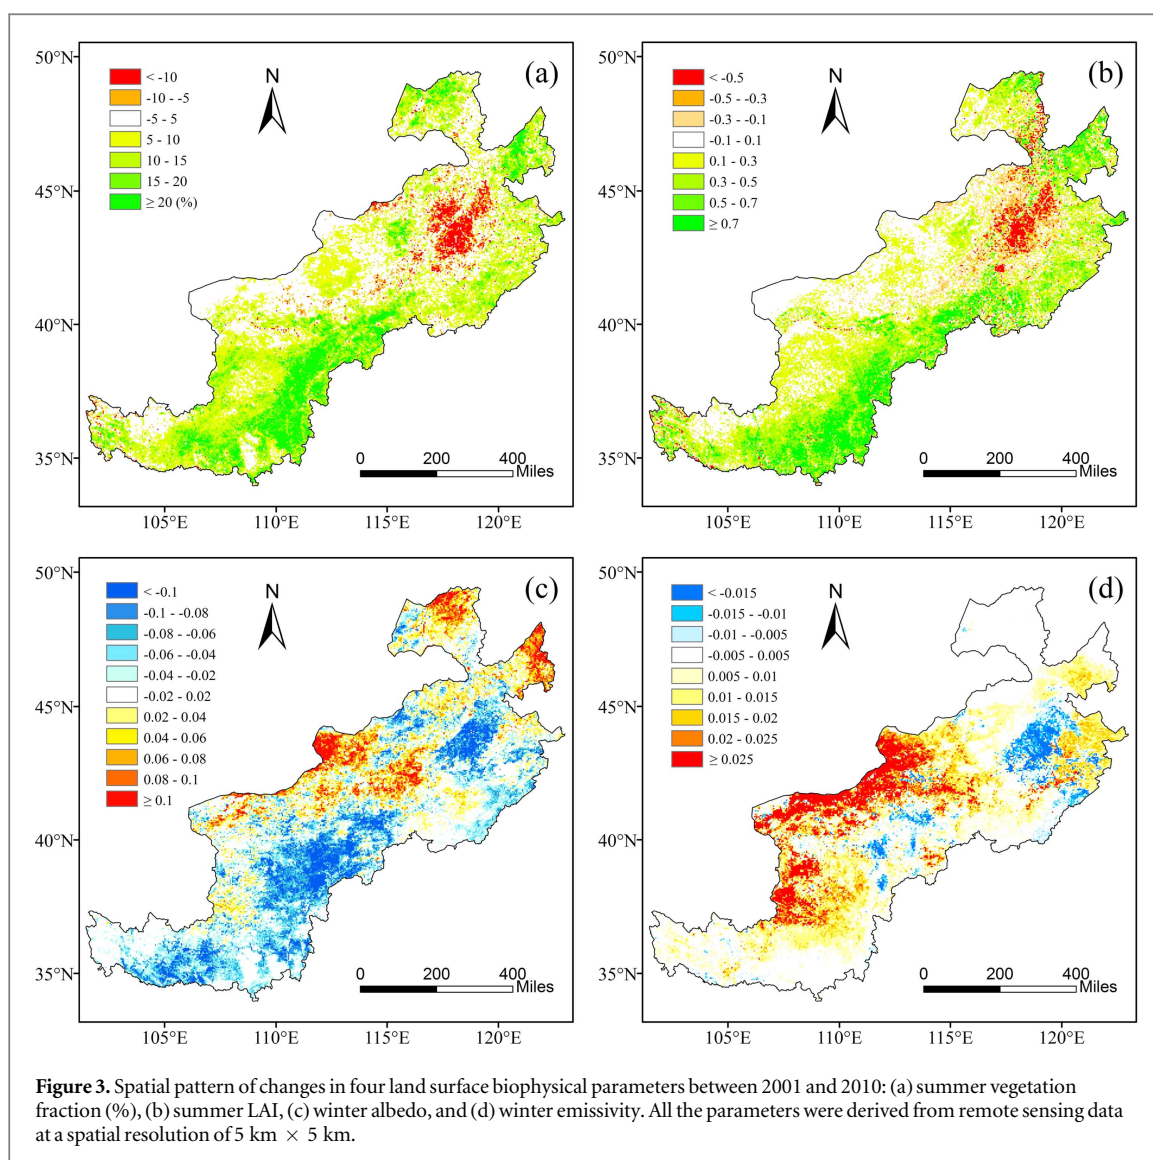 50°N
45°N
40°N
35°N
105°E 110°E 115°E 120°E
(a)
N
< -10
-10 - -5
-5 - 5
5 - 10
10 - 15
15 - 20
≥ 20 (%)
0 200 400
Miles
50°N
45°N
40°N
35°N
105°E 110°E 115°E 120°E
(b)
N
< -0.5
-0.5 - -0.3
-0.3 - -0.1
-0.1 - 0.1
0.1 - 0.3
0.3 - 0.5
0.5 - 0.7
≥ 0.7
0 200 400
Miles
50°N
45°N
40°N
35°N
105°E 110°E 115°E 120°E
(c)
N
< -0.1
-0.1 - -0.08
-0.08 - -0.06
-0.06 - -0.04
-0.04 - -0.02
-0.02 - 0.02
0.02 - 0.04
0.04 - 0.06
0.06 - 0.08
0.08 - 0.1
≥ 0.1
0 200 400
Miles
50°N
45°N
40°N
35°N
105°E 110°E 115°E 120°E
(d)
N
< -0.015
-0.015 - -0.01
-0.01 - -0.005
-0.005 - 0.005
0.005 - 0.01
0.01 - 0.015
0.015 - 0.02
0.02 - 0.025
≥ 0.025
0 200 400
Miles
Figure 3. Spatial pattern of changes in four land surface biophysical parameters between 2001 and 2010: (a) summer vegetation
fraction (%), (b) summer LAI, (c) winter albedo, and (d) winter emissivity. All the parameters were derived from remote sensing data
at a spatial resolution of 5 km × 5 km.